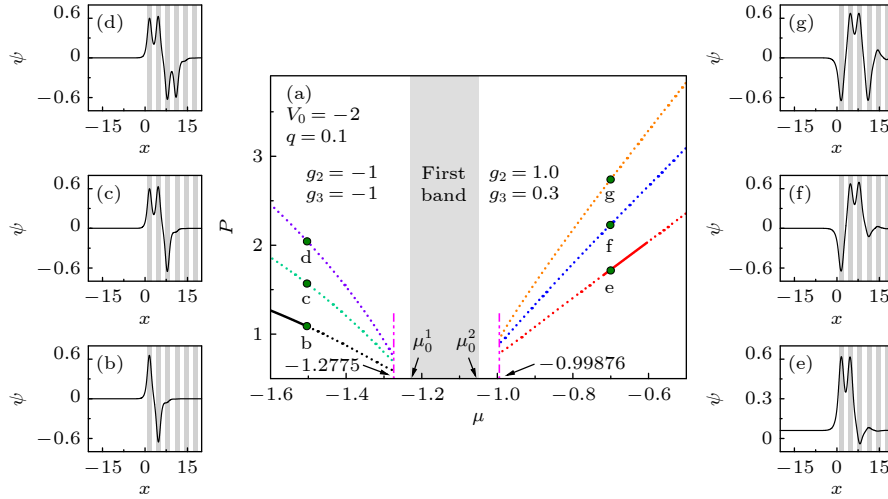 (d)
0.6
0
−0.6
ψ
−15
0
15
x
(c)
0.6
0
−0.6
ψ
−15
0
15
x
(b)
0.6
0
−0.6
ψ
−15
0
15
x
(a)
V₀ = −2
q = 0.1
g₂ = −1
g₃ = −1
First
band
g₂ = 1.0
g₃ = 0.3
P
3
2
1
d
c
b
g
f
e
μ₀¹
μ₀²
−1.2775
−0.99876
−1.6
−1.4
−1.2
−1.0
−0.8
−0.6
μ
(g)
0.6
0
−0.6
ψ
−15
0
15
x
(f)
0.6
0
−0.6
ψ
−15
0
15
x
(e)
0.6
0.3
0
ψ
−15
0
15
x